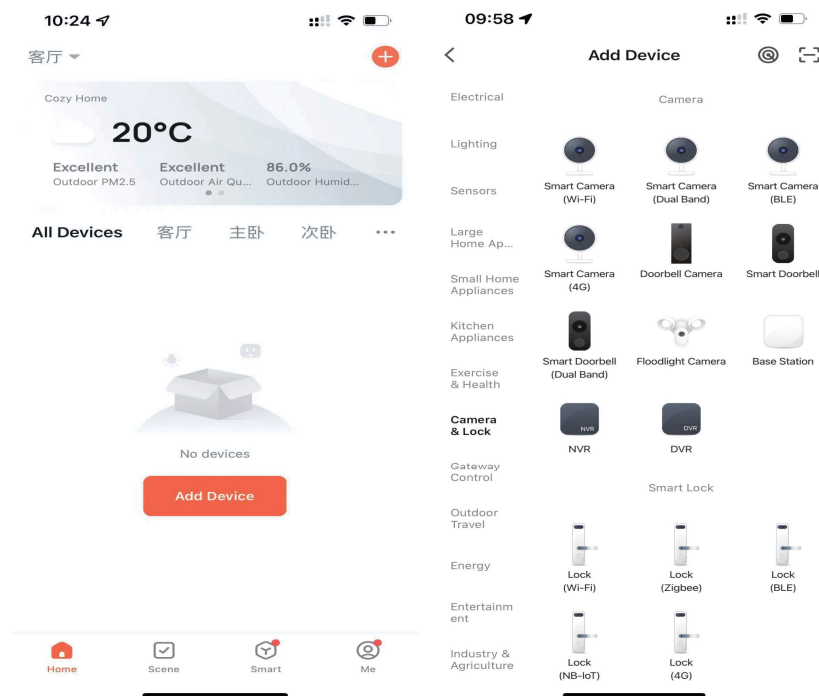 10:24
客厅
Cozy Home
20°C
Excellent Excellent 86.0%
Outdoor PM2.5 Outdoor Air Qu... Outdoor Humid...
All Devices 客厅 主卧 次卧 •••
No devices
Add Device
Home Scene Smart Me
09:58
Add Device
Electrical
Lighting
Sensors
Large
Home Ap...
Small Home
Appliances
Kitchen
Appliances
Exercise
& Health
Camera
& Lock
Gateway
Control
Outdoor
Travel
Energy
Entertainm
ent
Industry &
Agriculture
Camera
Smart Camera Smart Camera Smart Camera
(Wi-Fi) (Dual Band) (BLE)
Smart Camera Doorbell Camera Smart Doorbell
(4G)
Smart Doorbell Floodlight Camera Base Station
(Dual Band)
NVR DVR
NVR DVR
Smart Lock
Lock Lock Lock
(Wi-Fi) (Zigbee) (BLE)
Lock Lock
(NB-IoT) (4G)